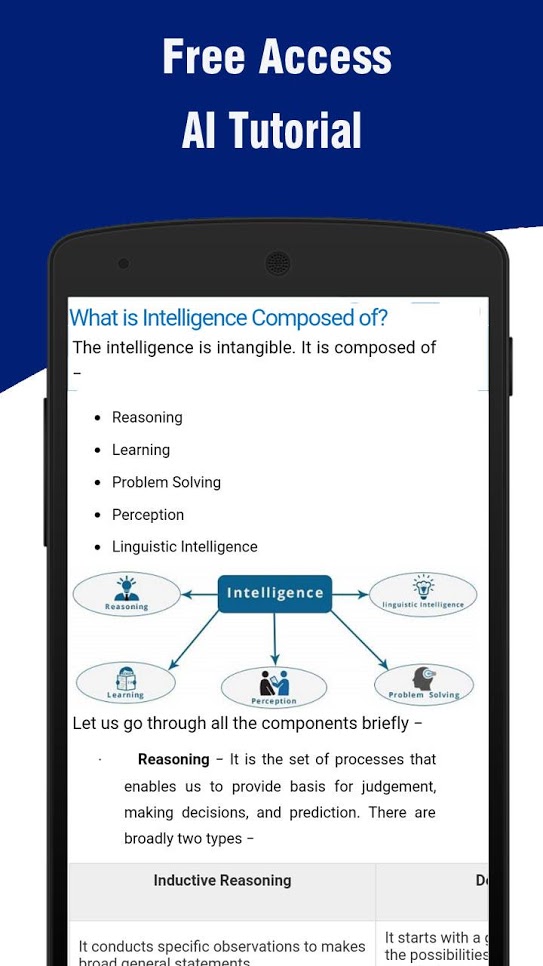 Free Access
AI Tutorial
What is Intelligence Composed of?
The intelligence is intangible. It is composed of
–
• Reasoning
• Learning
• Problem Solving
• Perception
• Linguistic Intelligence
Reasoning
Intelligence
linguistic Intelligence
Learning
Perception
Problem Solving
Let us go through all the components briefly –
· Reasoning – It is the set of processes that
enables us to provide basis for judgement,
making decisions, and prediction. There are
broadly two types –
Inductive Reasoning
It conducts specific observations to makes
broad general statements.
It starts with a
the possibilities